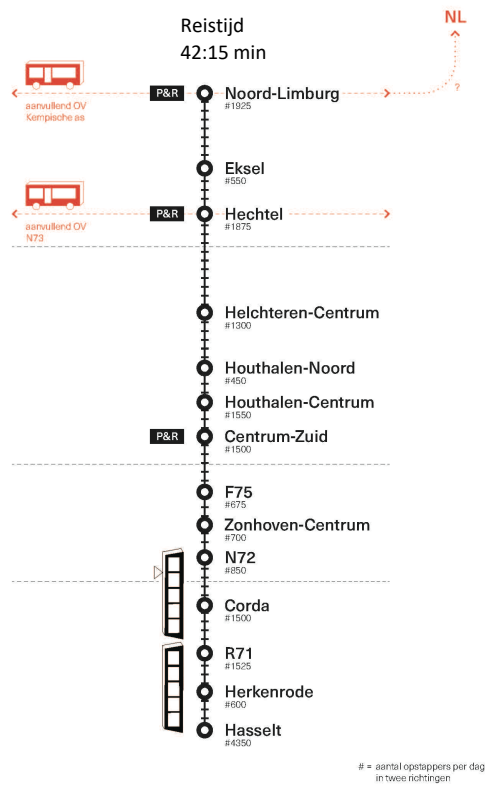 Reistijd
42:15 min
NL
P&R
Noord-Limburg
#1925
?
aanvullend OV
Kempische as
Eksel
#550
P&R
Hechtel
#1875
aanvullend OV
N73
Helchteren-Centrum
#1300
Houthalen-Noord
#450
Houthalen-Centrum
#1550
P&R
Centrum-Zuid
#1500
F75
#675
Zonhoven-Centrum
#700
N72
#850
Corda
#1500
R71
#1525
Herkenrode
#600
Hasselt
#4350
# = aantal opstappers per dag
in twee richtingen